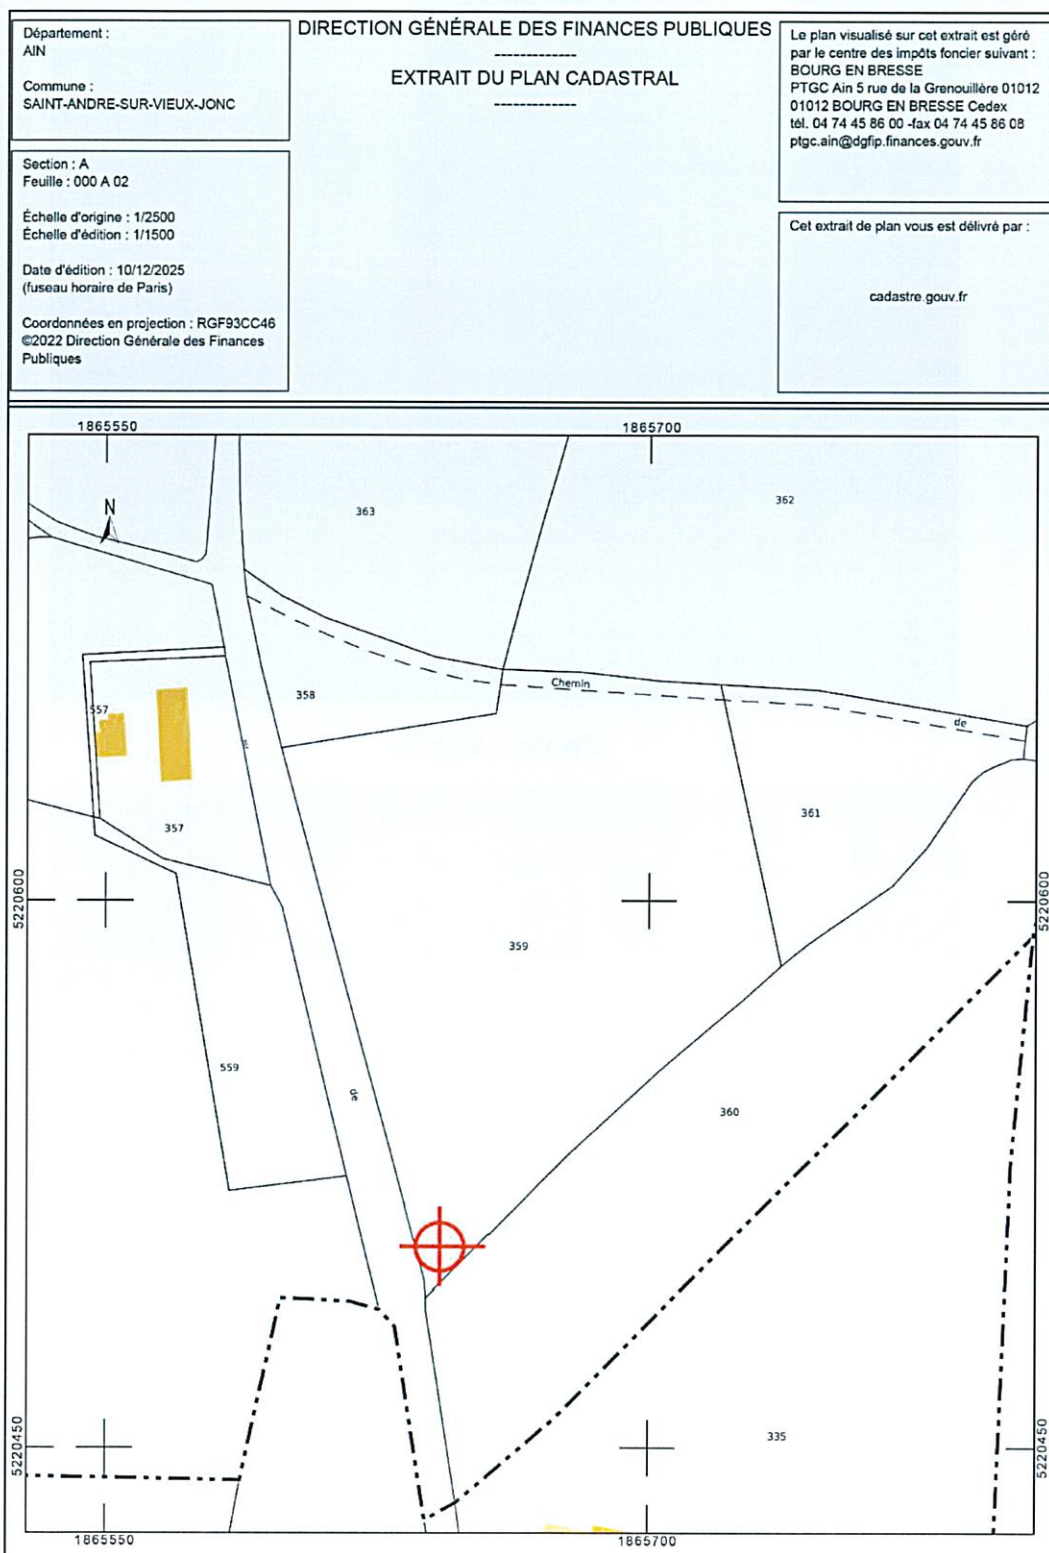 Département :
AIN
Commune :
SAINT-ANDRE-SUR-VIEUX-JONC
DIRECTION GÉNÉRALE DES FINANCES PUBLIQUES
-------------
EXTRAIT DU PLAN CADASTRAL
-------------
Le plan visualisé sur cet extrait est géré
par le centre des impôts foncier suivant :
BOURG EN BRESSE
PTGC Ain 5 rue de la Grenouillère 01012
01012 BOURG EN BRESSE Cedex
tél. 04 74 45 86 00 -fax 04 74 45 86 08
ptgc.ain@dgfip.finances.gouv.fr
Section : A
Feuille : 000 A 02
Échelle d'origine : 1/2500
Échelle d'édition : 1/1500
Date d'édition : 10/12/2025
(fuseau horaire de Paris)
Coordonnées en projection : RGF93CC46
©2022 Direction Générale des Finances
Publiques
Cet extrait de plan vous est délivré par :
cadastre.gouv.fr
1865550
1865700
N
363
362
358
Chemin
de
557
361
357
5220600
5220600
359
559
de
360
5220450
5220450
335
1865550
1865700